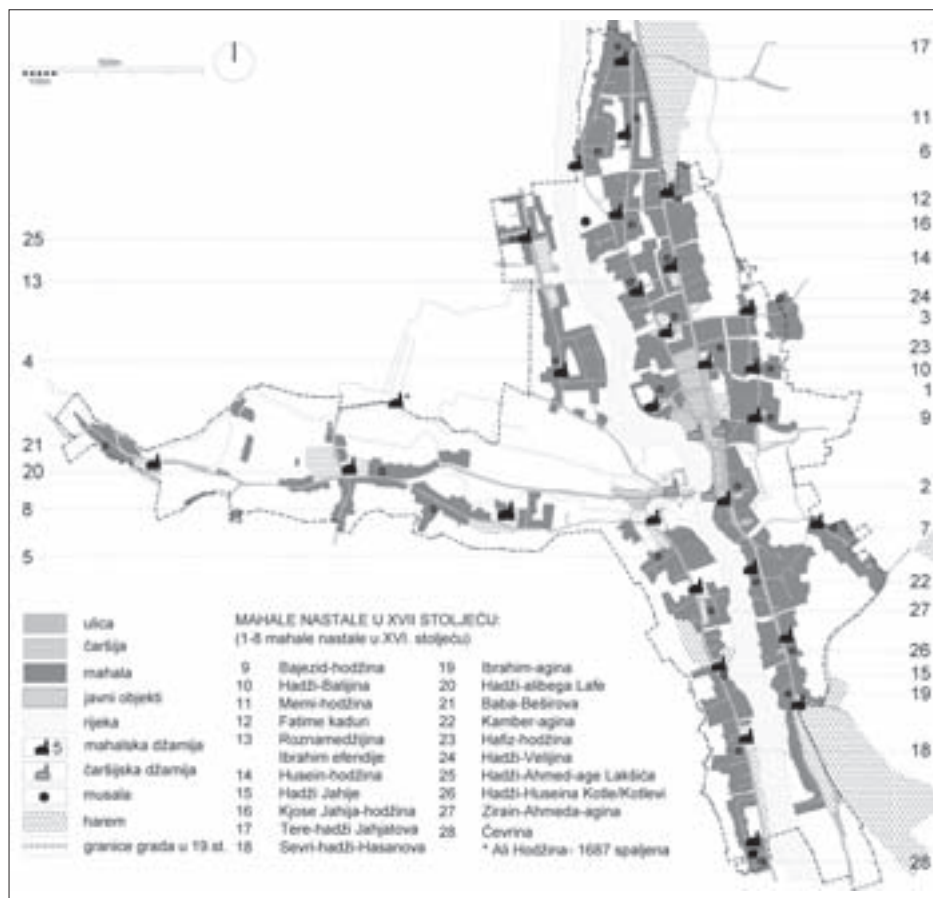 500m
100m
17
11
6
12
16
14
24
3
23
10
1
9
2
7
22
27
26
15
19
18
28
25
13
4
21
20
8
5
ulica
čaršija
mahala
javni objekti
rijeka
5 mahalska džamija
čaršijska džamija
musala
harem
granice grada u 19.st.
MAHALE NASTALE U XVII STOLJEĆU:
(1-8 mahale nastale u XVI. stoljeću)
9 Bajezid-hodžina
10 Hadži-Balijina
11 Memi-hodžina
12 Fatime kadun
13 Roznamedžijina
Ibrahim efendije
14 Husein-hodžina
15 Hadži Jahije
16 Kjose Jahija-hodžina
17 Tere-hadži Jahjatova
18 Sevri-hadži-Hasanova
19 Ibrahim-agina
20 Hadži-alibega Lafe
21 Baba-Beširova
22 Kamber-agina
23 Hafiz-hodžina
24 Hadži-Velijina
25 Hadži-Ahmed-age Lakšića
26 Hadži-Huseina Kotle/Kotlevi
27 Zirain-Ahmeda-agina
28 Čevrina
* Ali Hodžina- 1687 spaljena